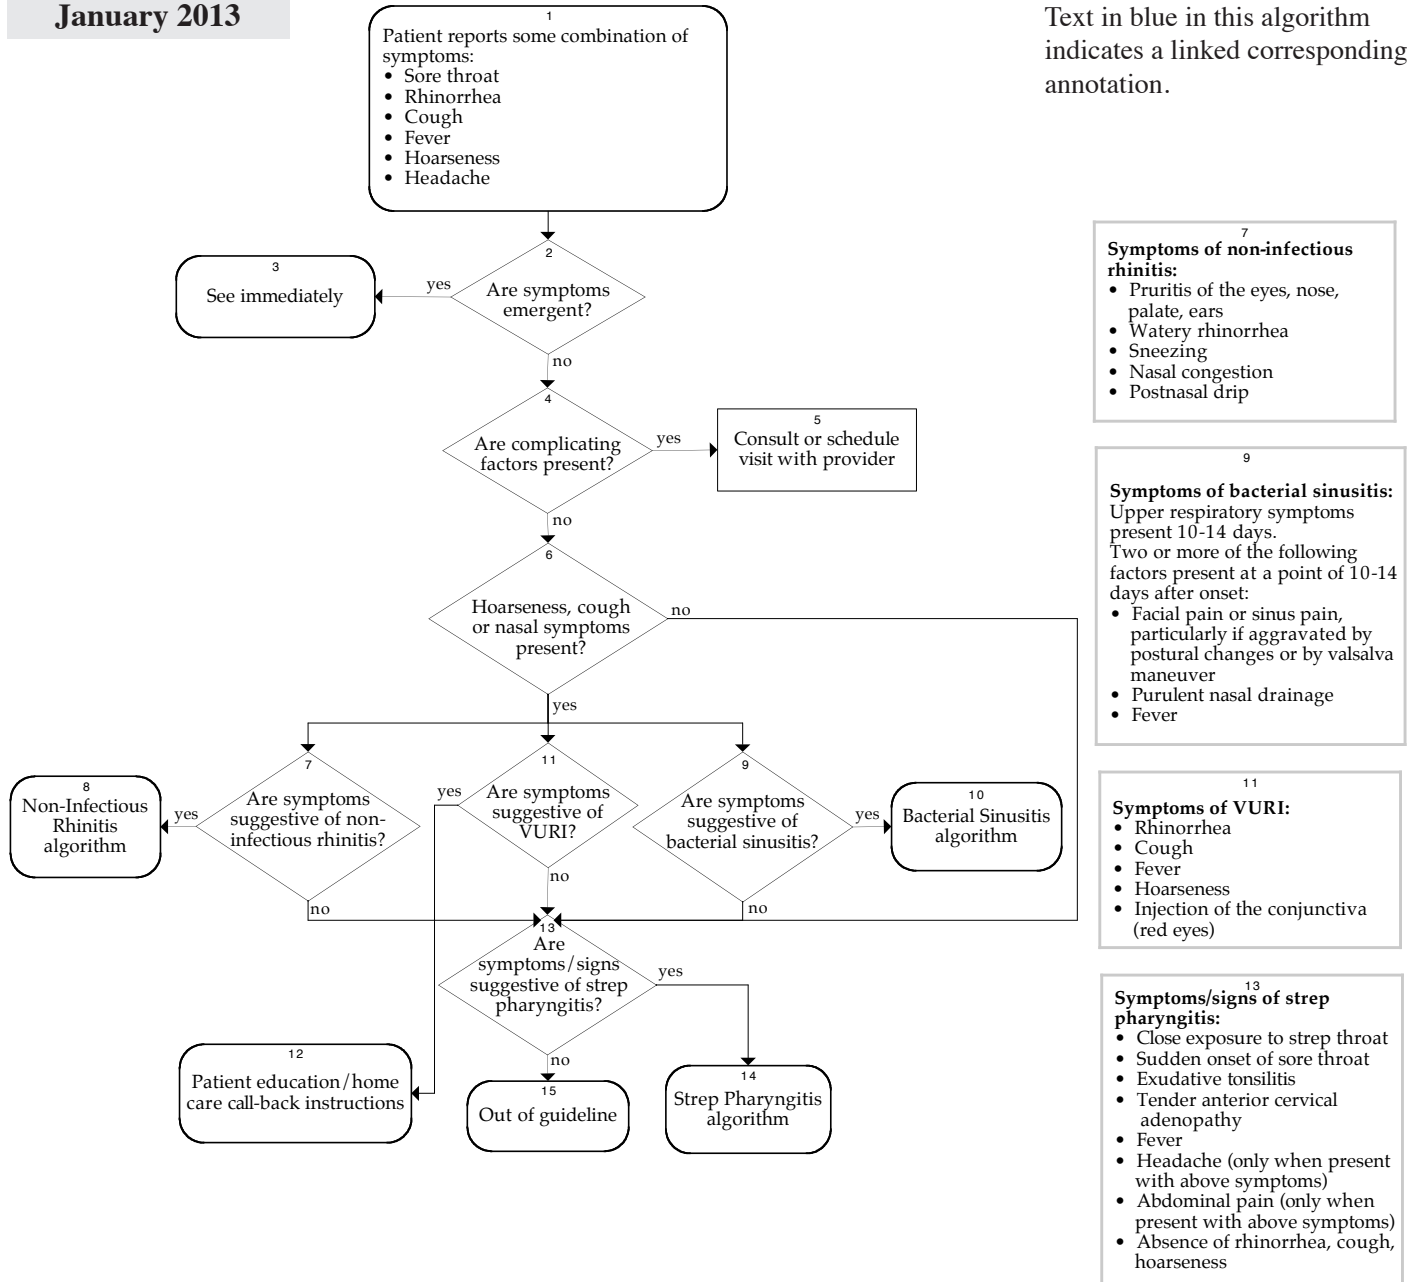 January 2013
Text in blue in this algorithm
indicates a linked corresponding
annotation.
1
Patient reports some combination of
symptoms:
• Sore throat
• Rhinorrhea
• Cough
• Fever
• Hoarseness
• Headache
2
Are symptoms
emergent?
yes
3
See immediately
no
4
Are complicating
factors present?
yes
5
Consult or schedule
visit with provider
no
6
Hoarseness, cough
or nasal symptoms
present?
no
yes
7
Are symptoms
suggestive of non-
infectious rhinitis?
yes
8
Non-Infectious
Rhinitis
algorithm
no
11
Are symptoms
suggestive of
VURI?
yes
no
9
Are symptoms
suggestive of
bacterial sinusitis?
yes
10
Bacterial Sinusitis
algorithm
no
13
Are
symptoms/signs
suggestive of strep
pharyngitis?
yes
no
12
Patient education/home
care call-back instructions
15
Out of guideline
14
Strep Pharyngitis
algorithm
7
Symptoms of non-infectious
rhinitis:
• Pruritis of the eyes, nose,
palate, ears
• Watery rhinorrhea
• Sneezing
• Nasal congestion
• Postnasal drip
9
Symptoms of bacterial sinusitis:
Upper respiratory symptoms
present 10-14 days.
Two or more of the following
factors present at a point of 10-14
days after onset:
• Facial pain or sinus pain,
particularly if aggravated by
postural changes or by valsalva
maneuver
• Purulent nasal drainage
• Fever
11
Symptoms of VURI:
• Rhinorrhea
• Cough
• Fever
• Hoarseness
• Injection of the conjunctiva
(red eyes)
13
Symptoms/signs of strep
pharyngitis:
• Close exposure to strep throat
• Sudden onset of sore throat
• Exudative tonsilitis
• Tender anterior cervical
adenopathy
• Fever
• Headache (only when present
with above symptoms)
• Abdominal pain (only when
present with above symptoms)
• Absence of rhinorrhea, cough,
hoarseness